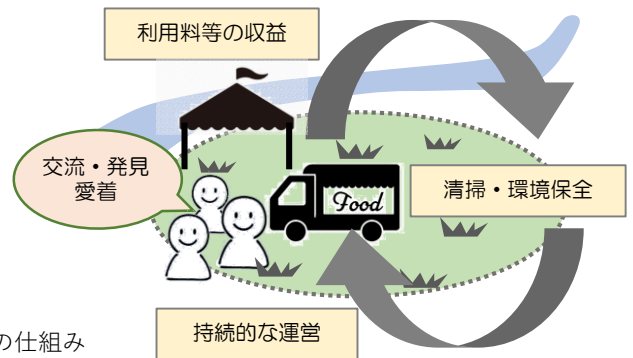 利用料等の収益
交流・発見
愛着
Food
清掃・環境保全
持続的な運営
の仕組み